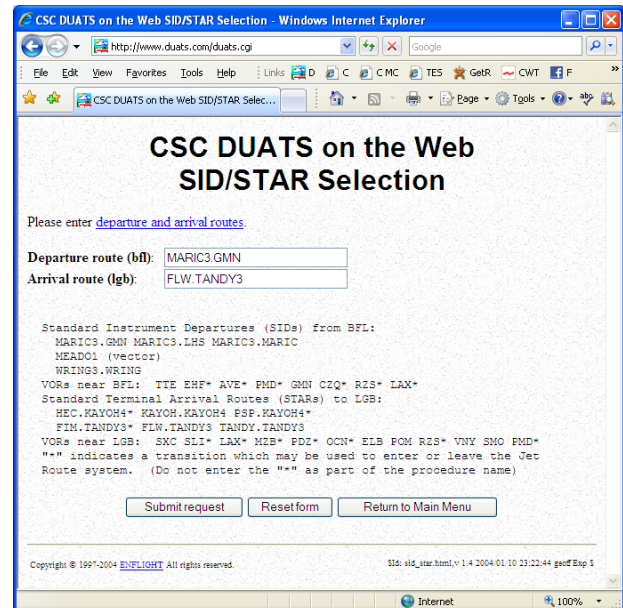 CSC DUATS on the Web SID/STAR Selection - Windows Internet Explorer
http://www.duats.com/duats.cgi
Google
File Edit View Favorites Tools Help Links D C CMC TES GetR CWT F »
CSC DUATS on the Web SID/STAR Selec... Page Tools abp
CSC DUATS on the Web
SID/STAR Selection
Please enter departure and arrival routes.
Departure route (bfl): MARIC3.GMN
Arrival route (lgb): FLW.TANDY3
Standard Instrument Departures (SIDs) from BFL:
MARIC3.GMN MARIC3.LHS MARIC3.MARIC
MEADO1 (vector)
WRING3.WRING
VORs near BFL: TTE EHF* AVE* PMD* GMN CZQ* RZS* LAX*
Standard Terminal Arrival Routes (STARs) to LGB:
HEC.KAYOH4* KAYOH.KAYOH4 PSP.KAYOH4*
FIM.TANDY3* FLW.TANDY3 TANDY.TANDY3
VORs near LGB: SXC SLI* LAX* MZB* PDZ* OCN* ELB POM RZS* VNY SMO PMD*
"*" indicates a transition which may be used to enter or leave the Jet
Route system. (Do not enter the "*" as part of the procedure name)
Submit request Reset form Return to Main Menu
Copyright © 1997-2004 ENFLIGHT All rights reserved. $Id: sid_star.html,v 1.4 2004/01/10 23:22:44 geoff Exp $
Internet 100%